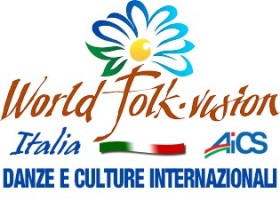 World Folk-vision
Italia AiCS
DANZE E CULTURE INTERNAZIONALI